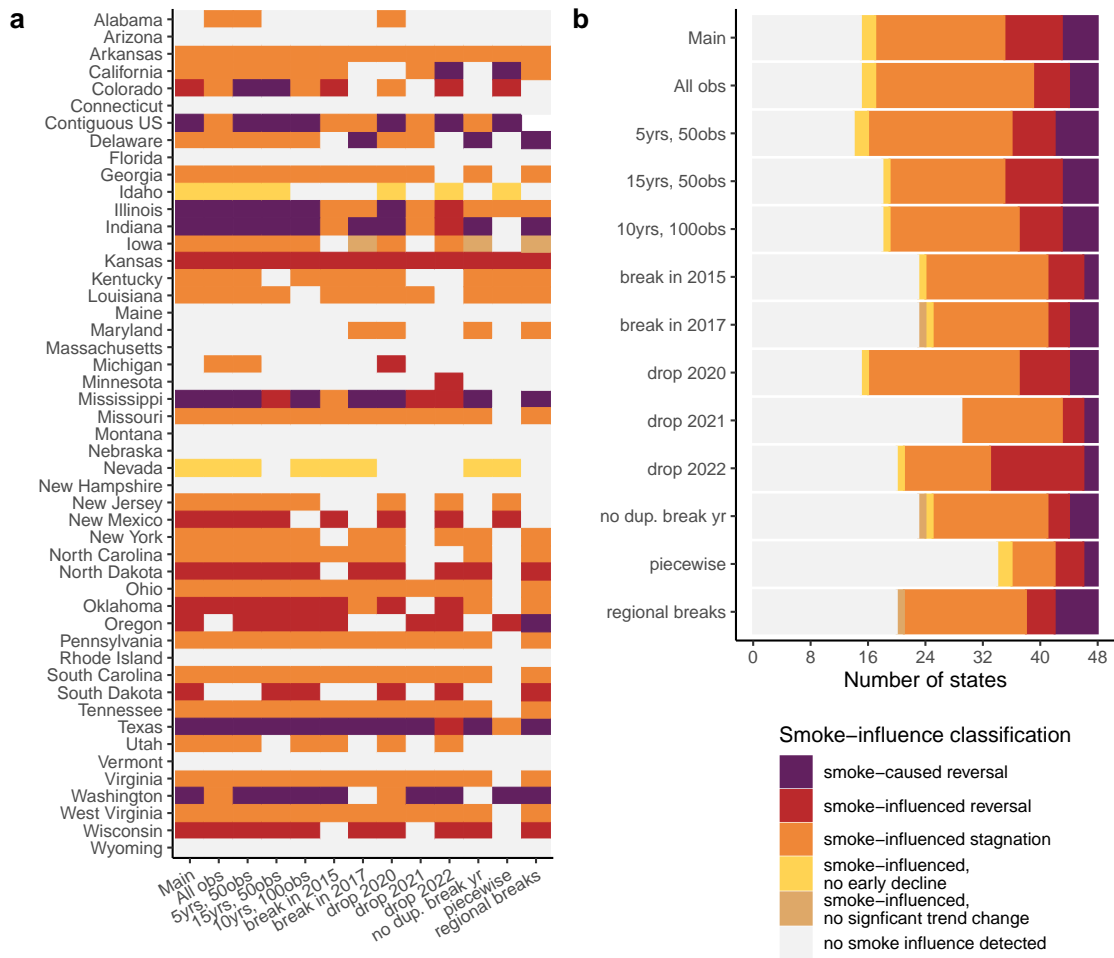 a
Alabama
Arizona
Arkansas
California
Colorado
Connecticut
Contiguous US
Delaware
Florida
Georgia
Idaho
Illinois
Indiana
Iowa
Kansas
Kentucky
Louisiana
Maine
Maryland
Massachusetts
Michigan
Minnesota
Mississippi
Missouri
Montana
Nebraska
Nevada
New Hampshire
New Jersey
New Mexico
New York
North Carolina
North Dakota
Ohio
Oklahoma
Oregon
Pennsylvania
Rhode Island
South Carolina
South Dakota
Tennessee
Texas
Utah
Vermont
Virginia
Washington
West Virginia
Wisconsin
Wyoming
Main
All obs
5yrs, 50obs
15yrs, 50obs
10yrs, 100obs
break in 2015
break in 2017
drop 2020
drop 2021
drop 2022
no dup. break yr
piecewise
regional breaks
b
Main
All obs
5yrs, 50obs
15yrs, 50obs
10yrs, 100obs
break in 2015
break in 2017
drop 2020
drop 2021
drop 2022
no dup. break yr
piecewise
regional breaks
0 8 16 24 32 40 48
Number of states
Smoke−influence classification
smoke−caused reversal
smoke−influenced reversal
smoke−influenced stagnation
smoke−influenced,
no early decline
smoke−influenced,
no signficant trend change
no smoke influence detected